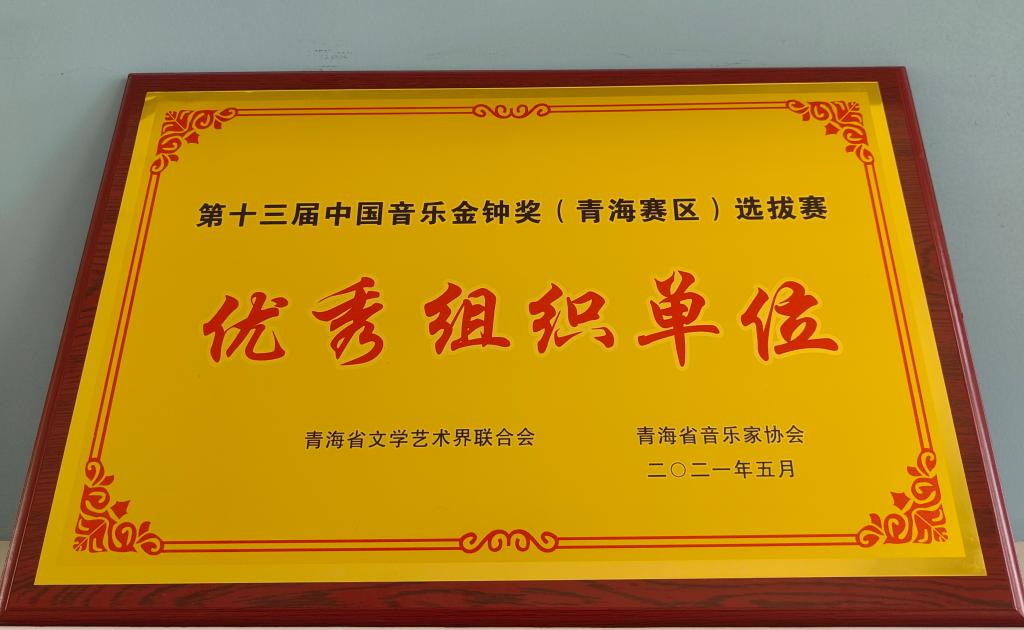 第十三届中国音乐金钟奖（青海赛区）选拔赛
优秀组织单位
青海省文学艺术界联合会 青海省音乐家协会
二〇二一年五月